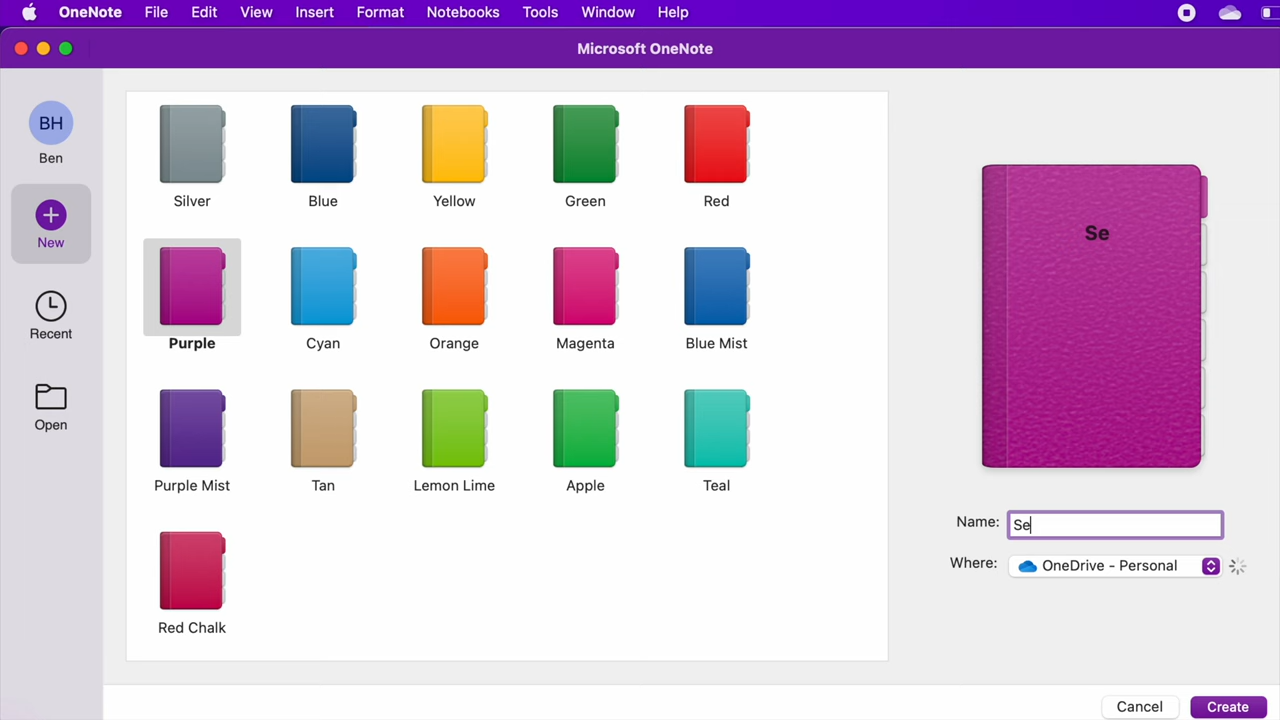 OneNote File Edit View Insert Format Notebooks Tools Window Help
Microsoft OneNote
BH
Ben
New
Recent
Open
Silver Blue Yellow Green Red
Purple Cyan Orange Magenta Blue Mist
Purple Mist Tan Lemon Lime Apple Teal
Red Chalk
Se
Name: Se
Where: OneDrive - Personal
Cancel Create